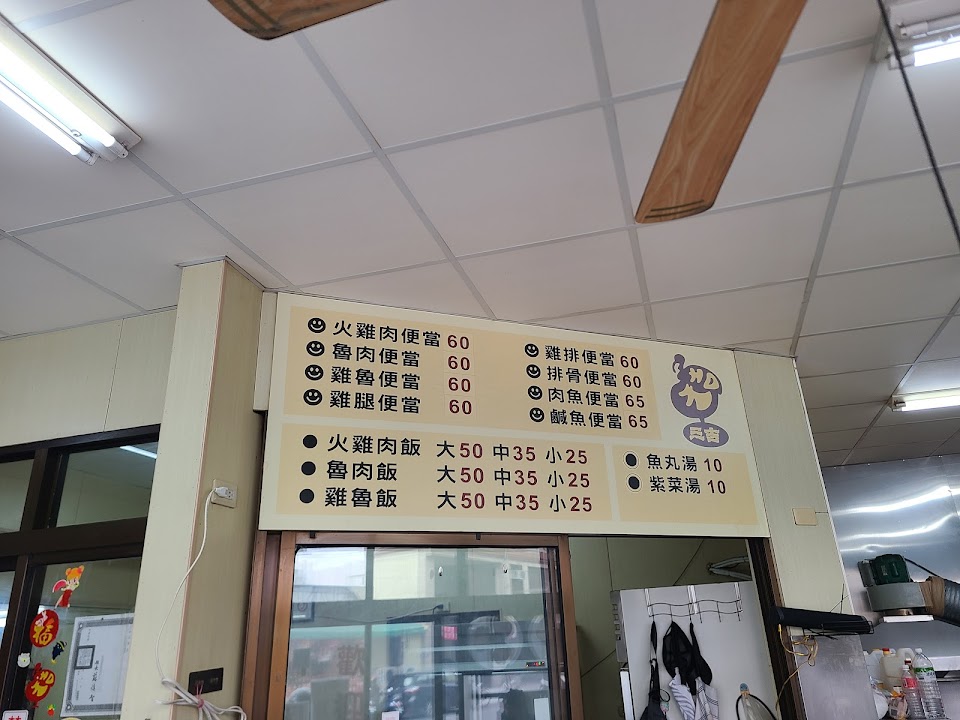 火雞肉便當 60
魯肉便當 60
雞魯便當 60
雞腿便當 60
雞排便當 60
排骨便當 60
肉魚便當 65
鹹魚便當 65
火雞肉飯 大50 中35 小25
魯肉飯 大50 中35 小25
雞魯飯 大50 中35 小25
魚丸湯 10
紫菜湯 10
福
歡